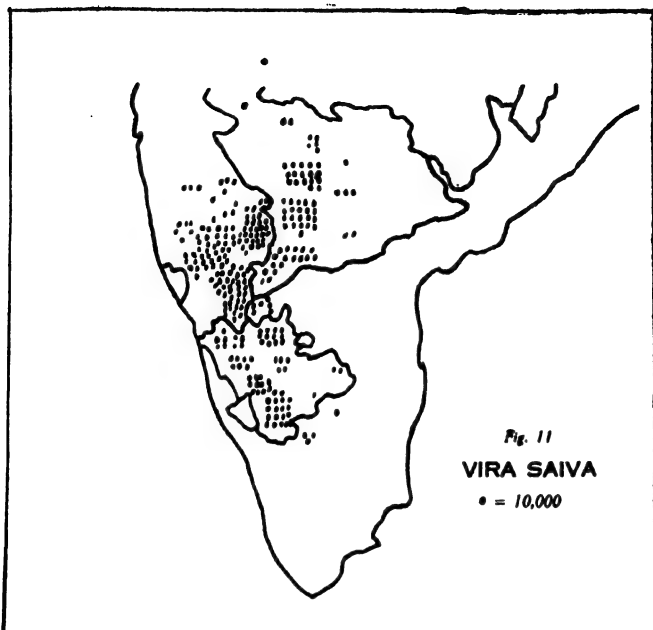 Fig. 11
VIRA SAIVA
• = 10,000